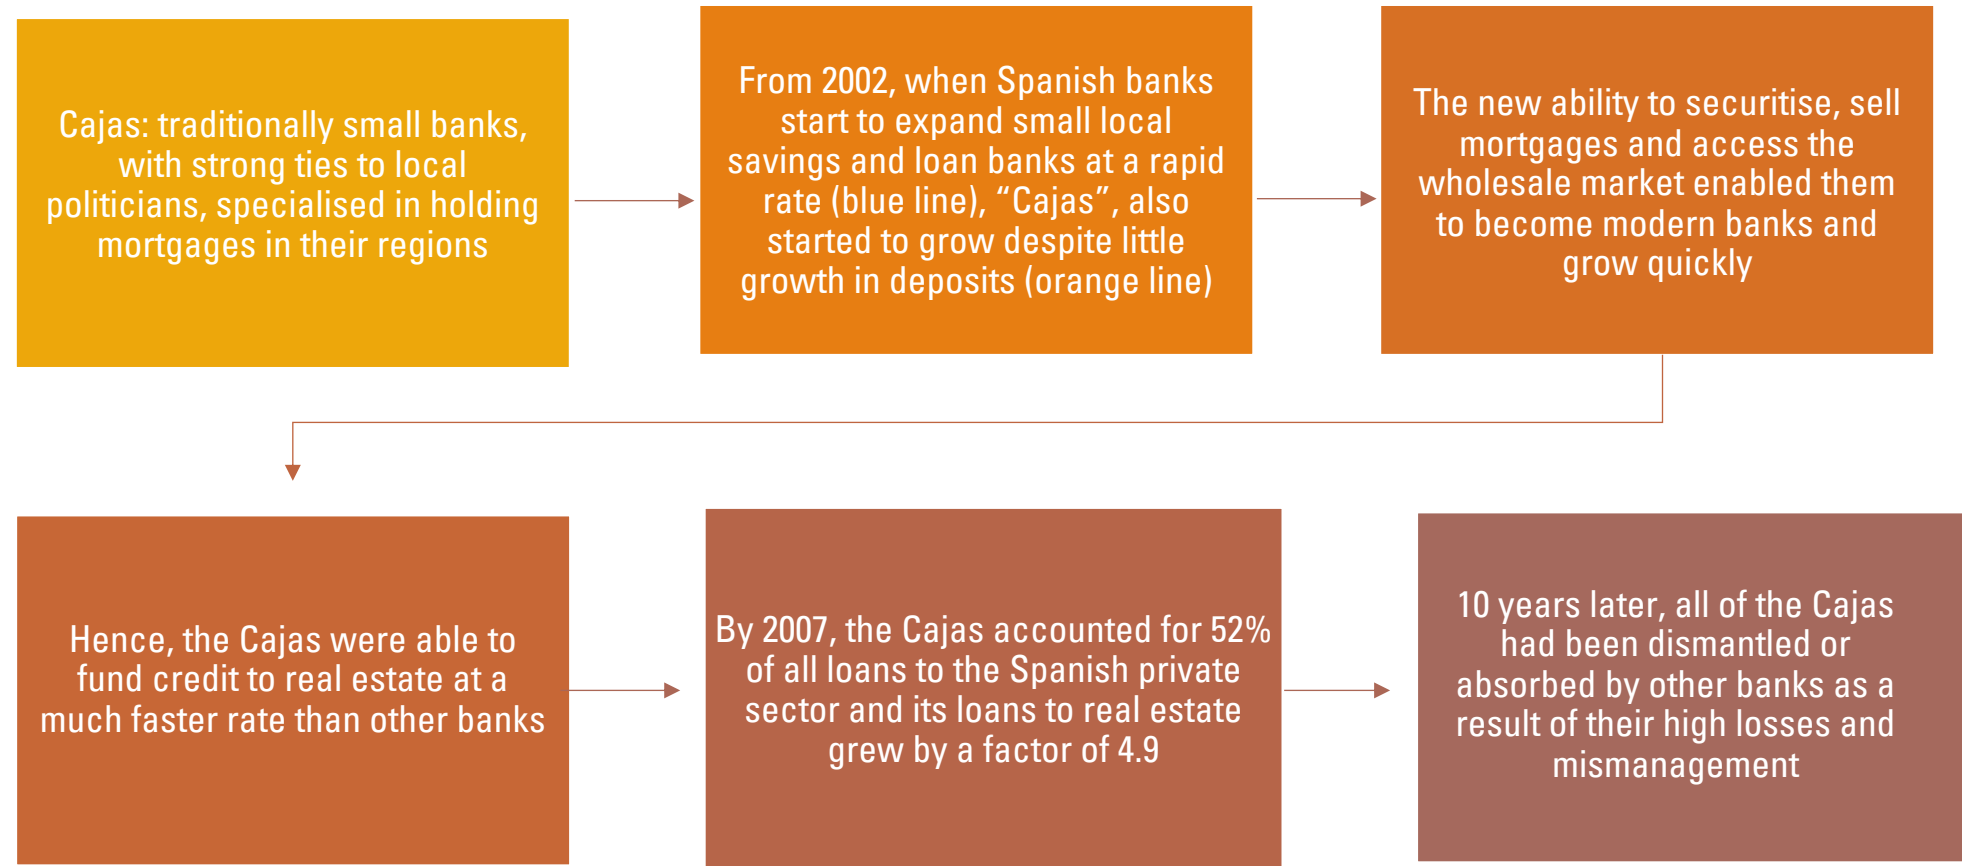 Cajas: traditionally small banks,
with strong ties to local
politicians, specialised in holding
mortgages in their regions
From 2002, when Spanish banks
start to expand small local
savings and loan banks at a rapid
rate (blue line), “Cajas”, also
started to grow despite little
growth in deposits (orange line)
The new ability to securitise, sell
mortgages and access the
wholesale market enabled them
to become modern banks and
grow quickly
Hence, the Cajas were able to
fund credit to real estate at a
much faster rate than other banks
By 2007, the Cajas accounted for 52%
of all loans to the Spanish private
sector and its loans to real estate
grew by a factor of 4.9
10 years later, all of the Cajas
had been dismantled or
absorbed by other banks as a
result of their high losses and
mismanagement